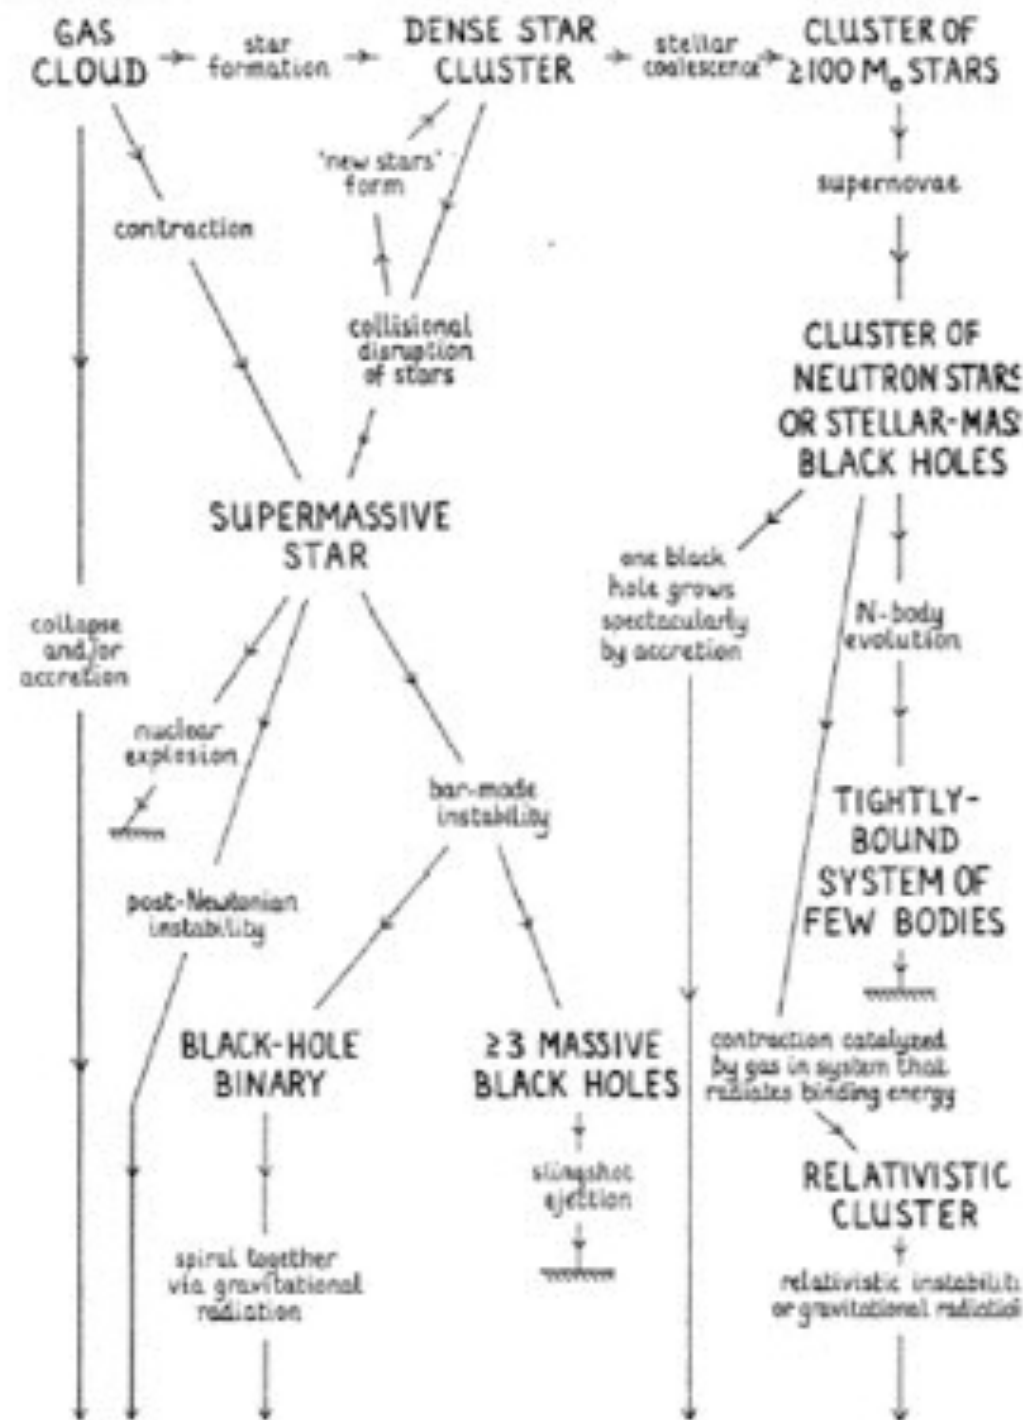 GAS
CLOUD
star
formation
DENSE STAR
CLUSTER
stellar
coalescence
CLUSTER OF
≥100 M⊙ STARS
'new stars'
form
supernovae
contraction
collisional
disruption
of stars
CLUSTER OF
NEUTRON STARS
OR STELLAR-MAS
BLACK HOLES
SUPERMASSIVE
STAR
one black
hole grows
spectacularly
by accretion
N-body
evolution
collapse
and/or
accretion
nuclear
explosion
bar-mode
instability
TIGHTLY-
BOUND
SYSTEM OF
FEW BODIES
post-Newtonian
instability
BLACK-HOLE
BINARY
≥3 MASSIVE
BLACK HOLES
contraction catalyzed
by gas in system that
radiates binding energy
slingshot
ejection
RELATIVISTIC
CLUSTER
spiral together
via gravitational
radiation
relativistic instabilit
or gravitational radiatio